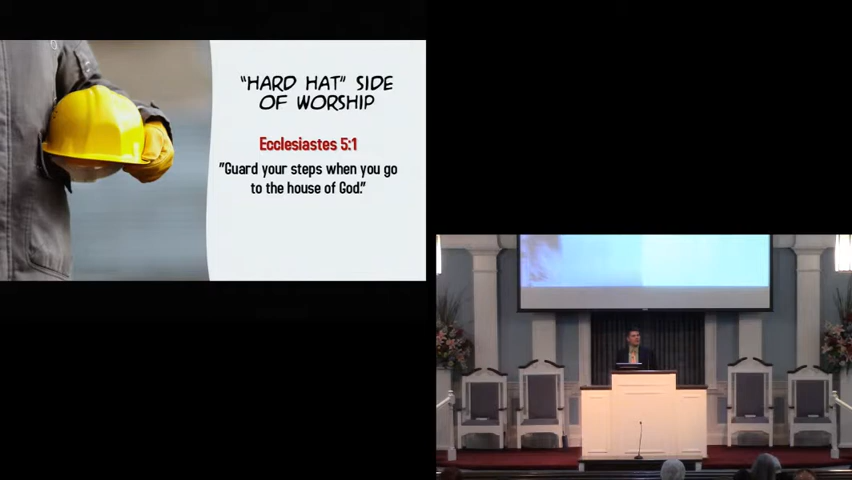 "HARD HAT" SIDE
OF WORSHIP
Ecclesiastes 5:1
"Guard your steps when you go
to the house of God."